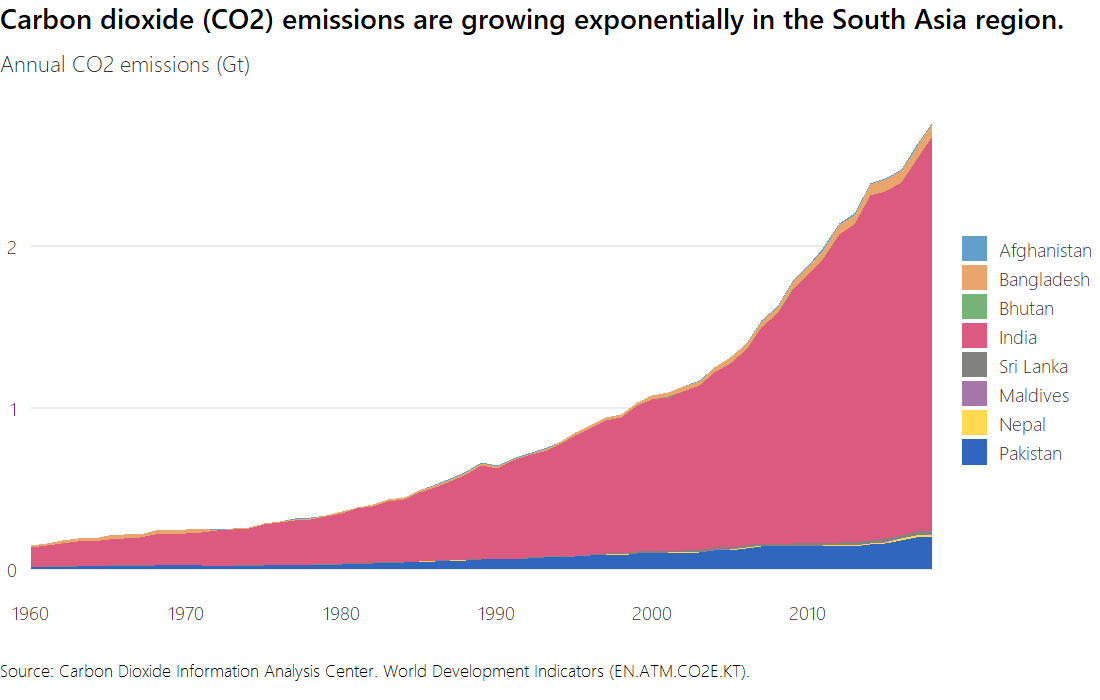 Carbon dioxide (CO2) emissions are growing exponentially in the South Asia region.
Annual CO2 emissions (Gt)
2
1
0
1960 1970 1980 1990 2000 2010
Afghanistan
Bangladesh
Bhutan
India
Sri Lanka
Maldives
Nepal
Pakistan
Source: Carbon Dioxide Information Analysis Center. World Development Indicators (EN.ATM.CO2E.KT).